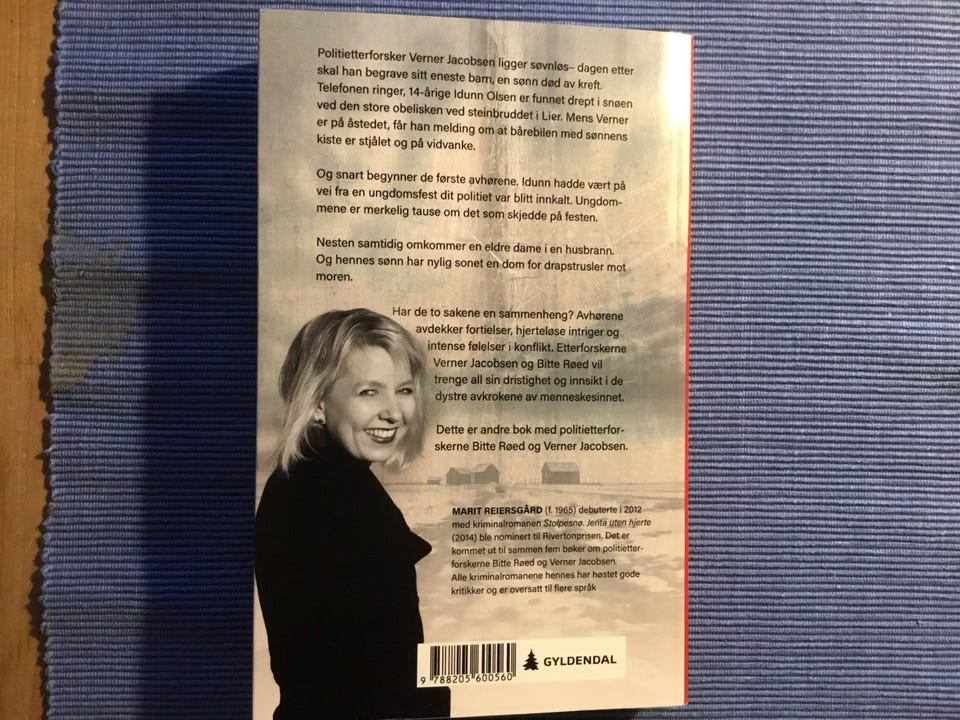 Politietterforsker Verner Jacobsen ligger søvnløs– dagen etter
skal han begrave sitt eneste barn, en sønn død av kreft.
Telefonen ringer, 14-årige Idunn Olsen er funnet drept i snøen
ved den store obelisken ved steinbruddet i Lier. Mens Verner
er på åstedet, får han melding om at bårebilen med sønnens
kiste er stjålet og på vidvanke.
Og snart begynner de første avhørene. Idunn hadde vært på
vei fra en ungdomsfest dit politiet var blitt innkalt. Ungdom-
mene er merkelig tause om det som skjedde på festen.
Nesten samtidig omkommer en eldre dame i en husbrann.
Og hennes sønn har nylig sonet en dom for drapstrusler mot
moren.
Har de to sakene en sammenheng? Avhørene
avdekker fortielser, hjerteløse intriger og
intense følelser i konflikt. Etterforskerne
Verner Jacobsen og Bitte Røed vil
trenge all sin dristighet og innsikt i de
dystre avkrokene av menneskesinnet.
Dette er andre bok med politietterfor-
skerne Bitte Røed og Verner Jacobsen.
MARIT REIERSGÅRD (f. 1965) debuterte i 2012
med kriminalromanen Stolpesnø. Jenta uten hjerte
(2014) ble nominert til Rivertonprisen. Det er
kommet ut til sammen fem bøker om politietter-
forskerne Bitte Røed og Verner Jacobsen.
Alle kriminalromanene hennes har høstet gode
kritikker og er oversatt til flere språk
GYLDENDAL
9 788205 600560